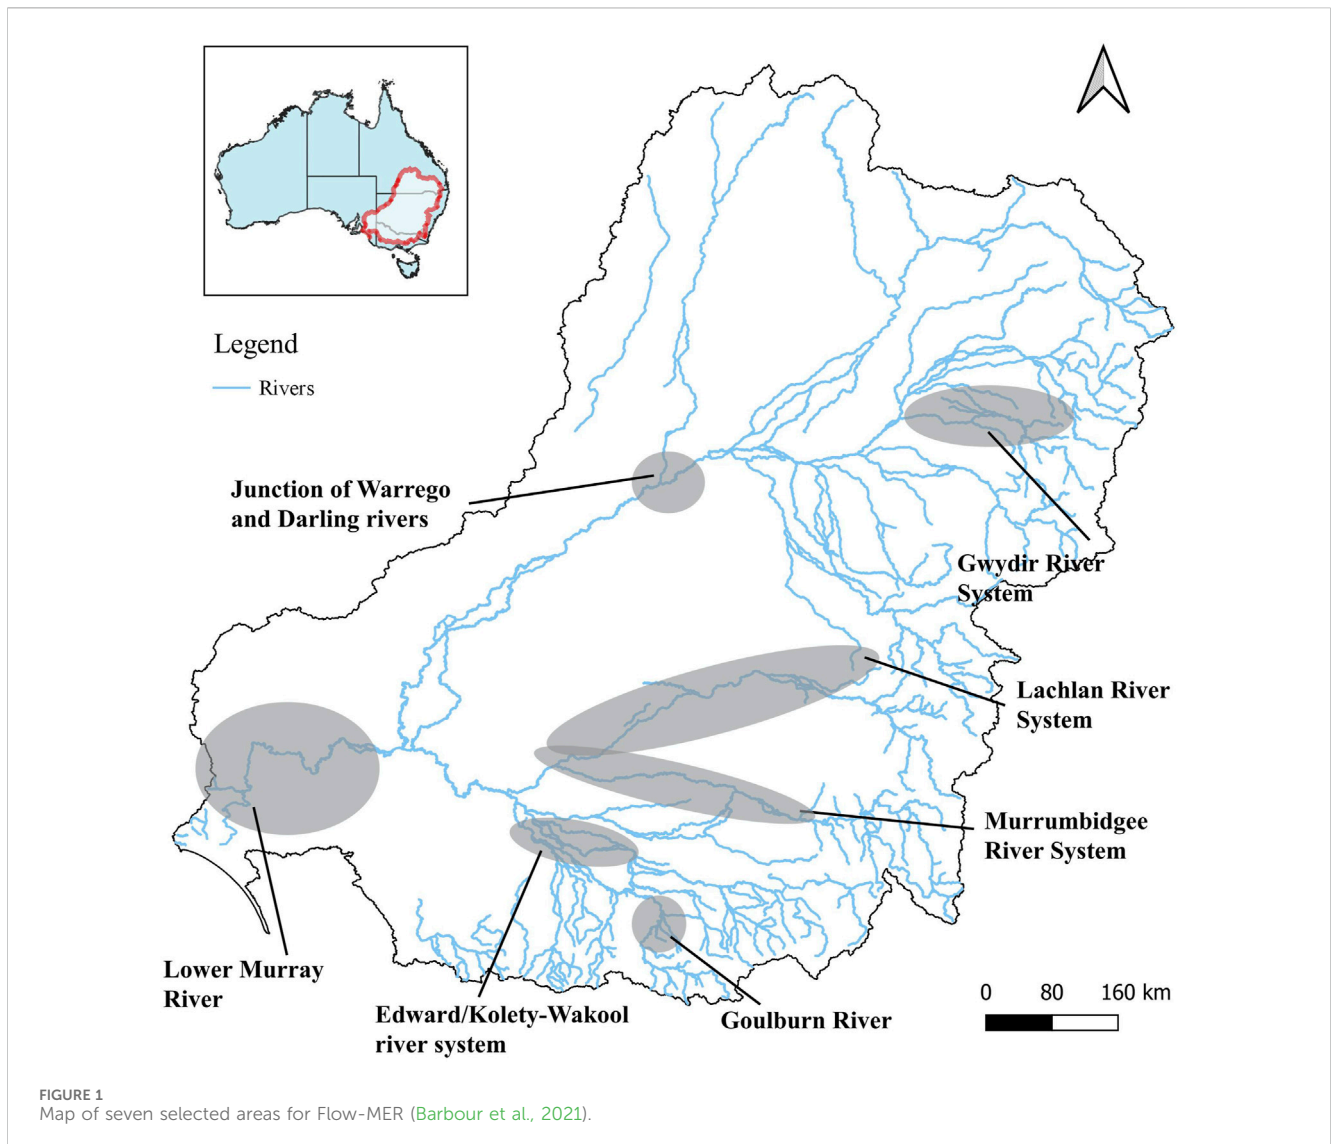 Legend
Rivers
Junction of Warrego
and Darling rivers
Gwydir River
System
Lachlan River
System
Murrumbidgee
River System
Lower Murray
River
Edward/Kolety-Wakool
river system
Goulburn River
0 80 160 km
FIGURE 1
Map of seven selected areas for Flow-MER (Barbour et al., 2021).